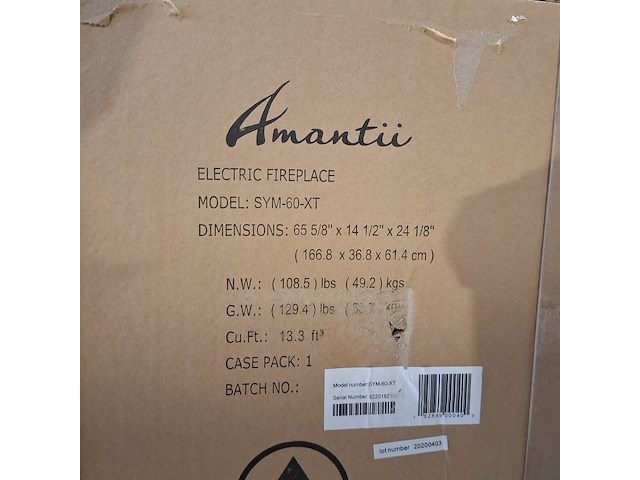 Amantii
ELECTRIC FIREPLACE
MODEL: SYM-60-XT
DIMENSIONS: 65 5/8" x 14 1/2" x 24 1/8"
( 166.8 x 36.8 x 61.4 cm )
N.W.: ( 108.5 ) lbs ( 49.2 ) kgs
G.W.: ( 129.4 ) lbs
Cu.Ft.: 13.3 ft³
CASE PACK: 1
BATCH NO.:
Model number:SYM-60-XT
Serial Number:
lot number 20200403